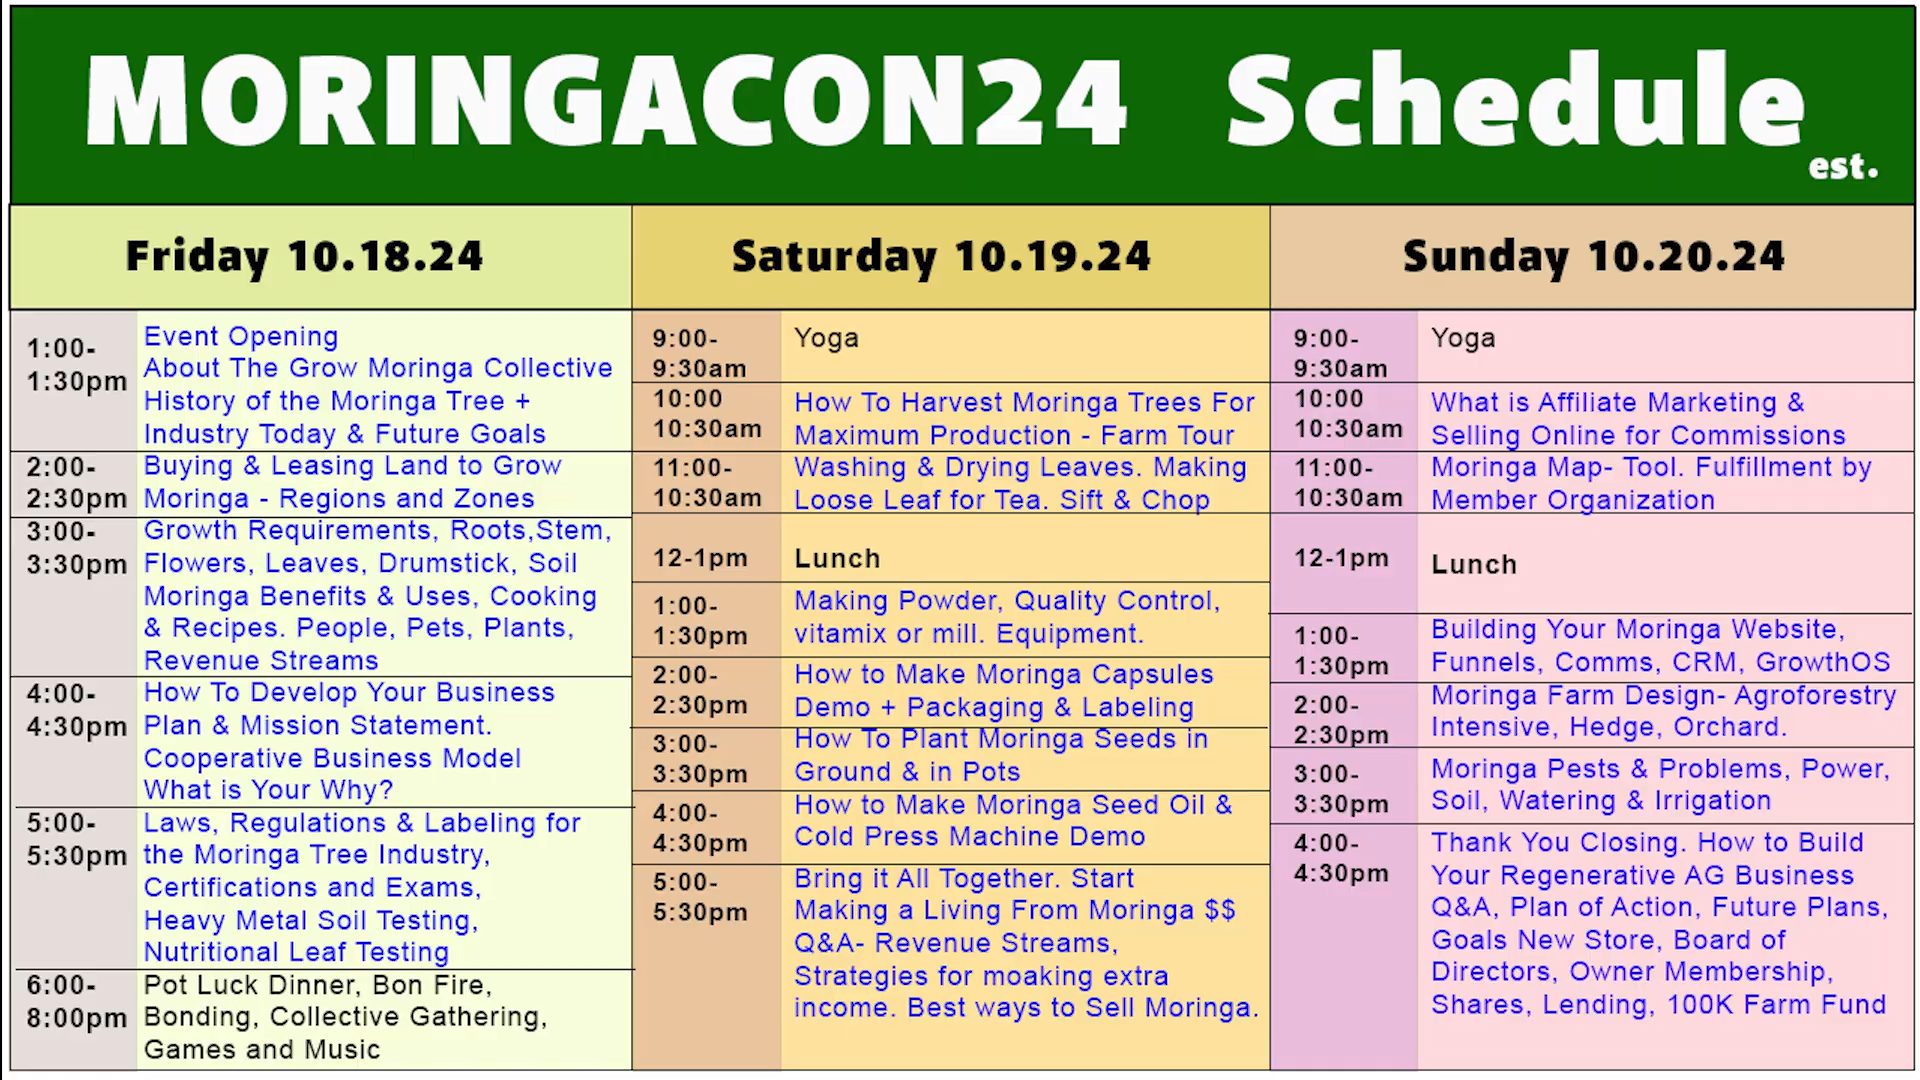 MORINGACON24 Schedule
est.
Friday 10.18.24
1:00-
1:30pm
Event Opening
About The Grow Moringa Collective
History of the Moringa Tree +
Industry Today & Future Goals
2:00-
2:30pm
Buying & Leasing Land to Grow
Moringa - Regions and Zones
3:00-
3:30pm
Growth Requirements, Roots,Stem,
Flowers, Leaves, Drumstick, Soil
Moringa Benefits & Uses, Cooking
& Recipes. People, Pets, Plants,
Revenue Streams
4:00-
4:30pm
How To Develop Your Business
Plan & Mission Statement.
Cooperative Business Model
What is Your Why?
5:00-
5:30pm
Laws, Regulations & Labeling for
the Moringa Tree Industry,
Certifications and Exams,
Heavy Metal Soil Testing,
Nutritional Leaf Testing
6:00-
8:00pm
Pot Luck Dinner, Bon Fire,
Bonding, Collective Gathering,
Games and Music
Saturday 10.19.24
9:00-
9:30am
Yoga
10:00
10:30am
How To Harvest Moringa Trees For
Maximum Production - Farm Tour
11:00-
10:30am
Washing & Drying Leaves. Making
Loose Leaf for Tea. Sift & Chop
12-1pm
Lunch
1:00-
1:30pm
Making Powder, Quality Control,
vitamix or mill. Equipment.
2:00-
2:30pm
How to Make Moringa Capsules
Demo + Packaging & Labeling
3:00-
3:30pm
How To Plant Moringa Seeds in
Ground & in Pots
4:00-
4:30pm
How to Make Moringa Seed Oil &
Cold Press Machine Demo
5:00-
5:30pm
Bring it All Together. Start
Making a Living From Moringa $$
Q&A- Revenue Streams,
Strategies for moaking extra
income. Best ways to Sell Moringa.
Sunday 10.20.24
9:00-
9:30am
Yoga
10:00
10:30am
What is Affiliate Marketing &
Selling Online for Commissions
11:00-
10:30am
Moringa Map- Tool. Fulfillment by
Member Organization
12-1pm
Lunch
1:00-
1:30pm
Building Your Moringa Website,
Funnels, Comms, CRM, GrowthOS
2:00-
2:30pm
Moringa Farm Design- Agroforestry
Intensive, Hedge, Orchard.
3:00-
3:30pm
Moringa Pests & Problems, Power,
Soil, Watering & Irrigation
4:00-
4:30pm
Thank You Closing. How to Build
Your Regenerative AG Business
Q&A, Plan of Action, Future Plans,
Goals New Store, Board of
Directors, Owner Membership,
Shares, Lending, 100K Farm Fund